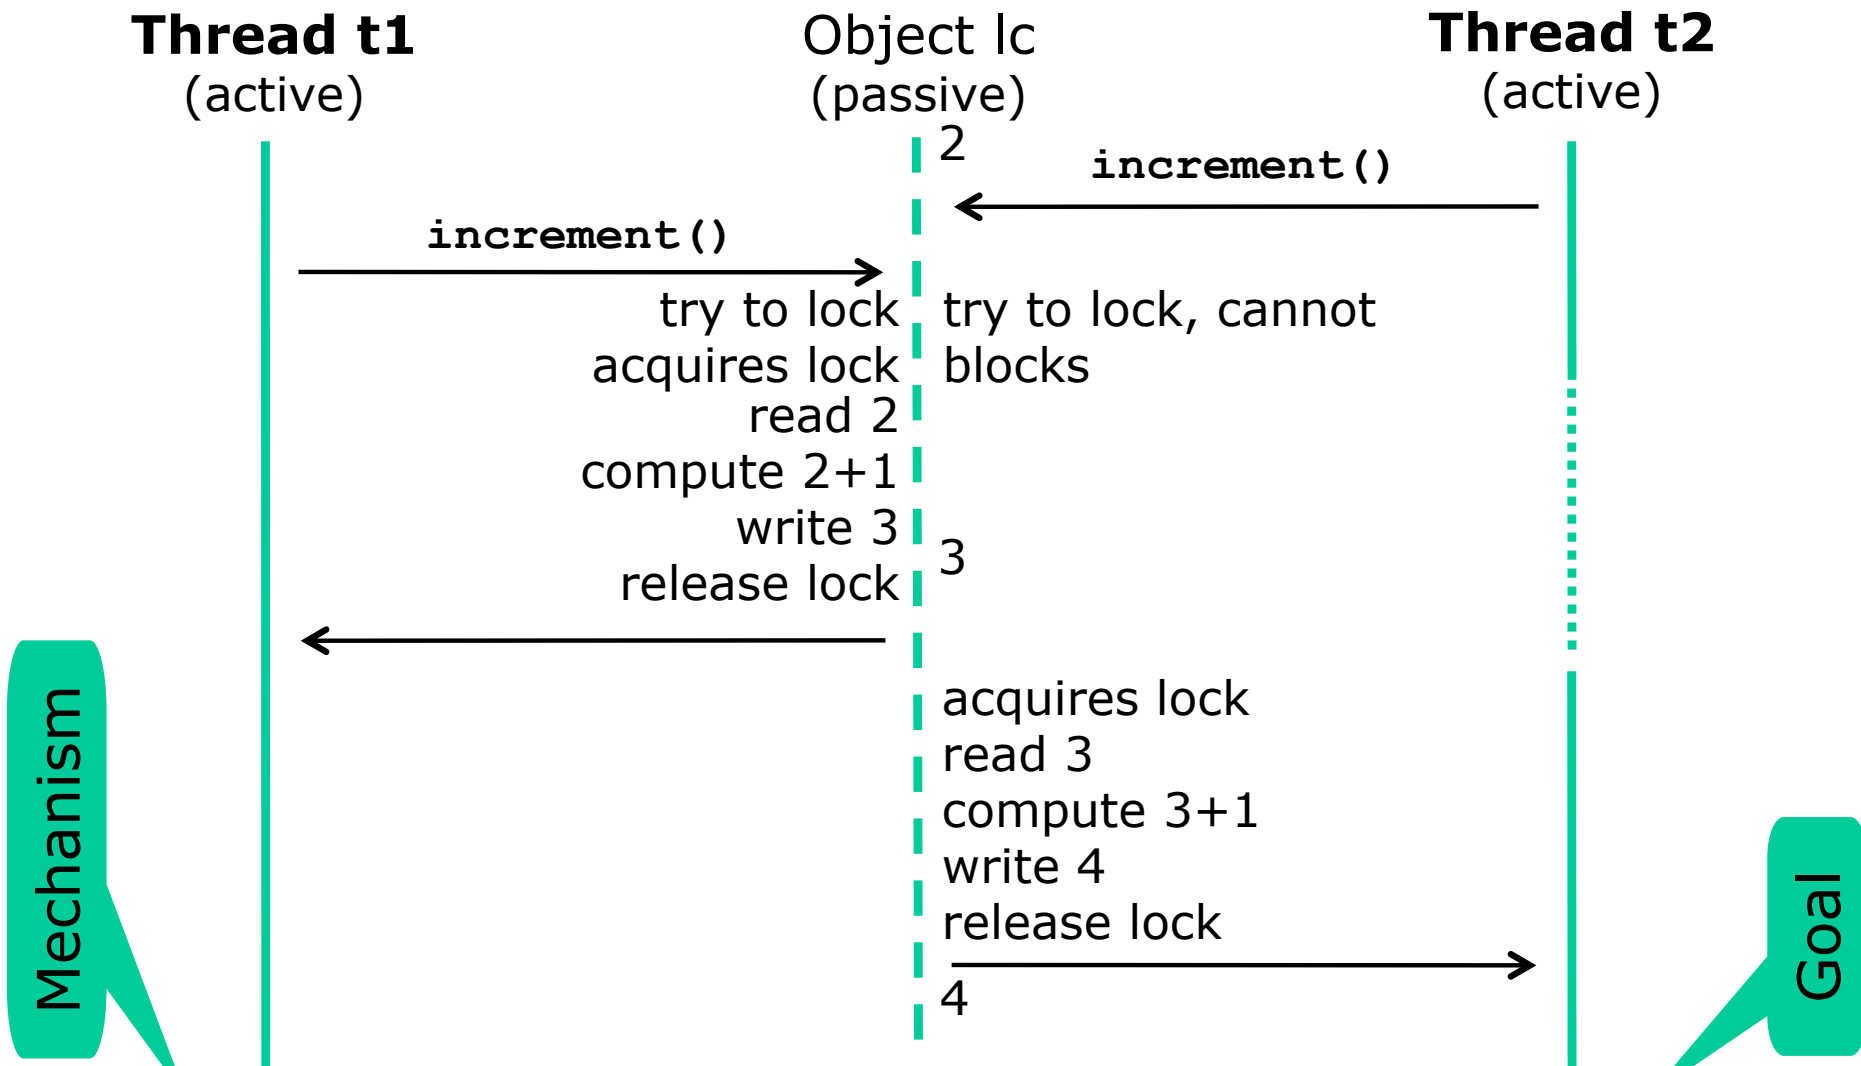 Thread t1
(active)
Object lc
(passive)
Thread t2
(active)
2
increment()
increment()
try to lock
acquires lock
read 2
compute 2+1
write 3
release lock
try to lock, cannot
blocks
3
acquires lock
read 3
compute 3+1
write 4
release lock
4
Mechanism
Goal